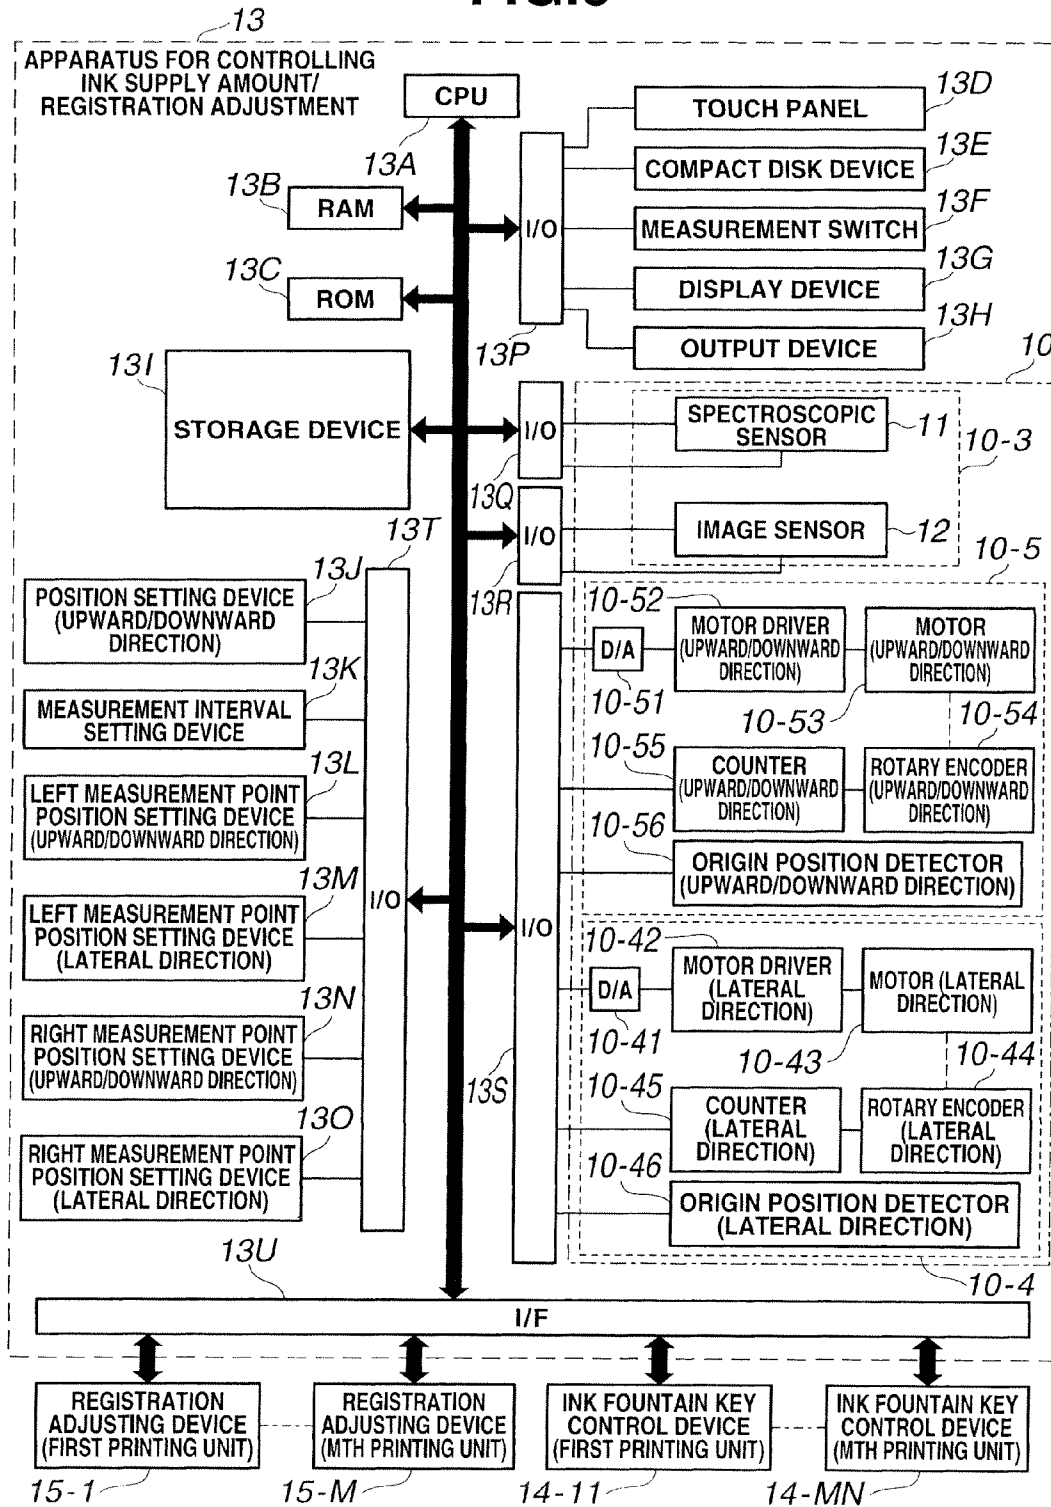 13
APPARATUS FOR CONTROLLING
INK SUPPLY AMOUNT/
REGISTRATION ADJUSTMENT
CPU
13A
13B
RAM
13C
ROM
13I
STORAGE DEVICE
I/O
13P
TOUCH PANEL
13D
COMPACT DISK DEVICE
13E
MEASUREMENT SWITCH
13F
DISPLAY DEVICE
13G
OUTPUT DEVICE
13H
10
I/O
13Q
SPECTROSCOPIC
SENSOR
11
10-3
I/O
13R
IMAGE SENSOR
12
10-5
13T
I/O
13J
POSITION SETTING DEVICE
(UPWARD/DOWNWARD
DIRECTION)
13K
MEASUREMENT INTERVAL
SETTING DEVICE
13L
LEFT MEASUREMENT POINT
POSITION SETTING DEVICE
(UPWARD/DOWNWARD DIRECTION)
13M
LEFT MEASUREMENT POINT
POSITION SETTING DEVICE
(LATERAL DIRECTION)
13N
RIGHT MEASUREMENT POINT
POSITION SETTING DEVICE
(UPWARD/DOWNWARD DIRECTION)
13O
RIGHT MEASUREMENT POINT
POSITION SETTING DEVICE
(LATERAL DIRECTION)
I/O
13S
10-52
D/A
10-51
MOTOR DRIVER
(UPWARD/DOWNWARD
DIRECTION)
MOTOR
(UPWARD/DOWNWARD
DIRECTION)
10-53
10-54
10-55
COUNTER
(UPWARD/DOWNWARD
DIRECTION)
ROTARY ENCODER
(UPWARD/DOWNWARD
DIRECTION)
10-56
ORIGIN POSITION DETECTOR
(UPWARD/DOWNWARD DIRECTION)
10-42
D/A
10-41
MOTOR DRIVER
(LATERAL
DIRECTION)
MOTOR (LATERAL
DIRECTION)
10-43
10-44
10-45
COUNTER
(LATERAL
DIRECTION)
ROTARY ENCODER
(LATERAL
DIRECTION)
10-46
ORIGIN POSITION DETECTOR
(LATERAL DIRECTION)
10-4
13U
I/F
REGISTRATION
ADJUSTING DEVICE
(FIRST PRINTING UNIT)
15-1
REGISTRATION
ADJUSTING DEVICE
(MTH PRINTING UNIT)
15-M
INK FOUNTAIN KEY
CONTROL DEVICE
(FIRST PRINTING UNIT)
14-11
INK FOUNTAIN KEY
CONTROL DEVICE
(MTH PRINTING UNIT)
14-MN